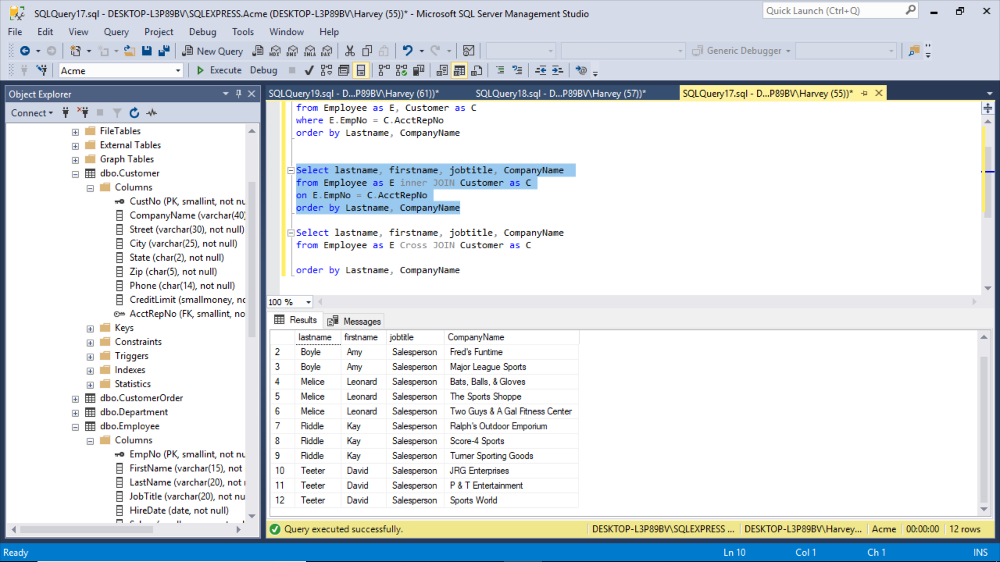 SQLQuery17.sql - DESKTOP-L3P89BV\SQLEXPRESS.Acme (DESKTOP-L3P89BV\Harvey (55))* - Microsoft SQL Server Management Studio
Quick Launch (Ctrl+Q)
File Edit View Query Project Debug Tools Window Help
New Query MDX DMX XMLA DAX Generic Debugger
Acme Execute Debug
Object Explorer
Connect
FileTables
External Tables
Graph Tables
dbo.Customer
Columns
CustNo (PK, smallint, not nu
CompanyName (varchar(40)
Street (varchar(30), not null)
City (varchar(25), not null)
State (char(2), not null)
Zip (char(5), not null)
Phone (char(14), not null)
CreditLimit (smallmoney, no
AcctRepNo (FK, smallint, no
Keys
Constraints
Triggers
Indexes
Statistics
dbo.CustomerOrder
dbo.Department
dbo.Employee
Columns
EmpNo (PK, smallint, not nu
FirstName (varchar(15), not
LastName (varchar(20), not
JobTitle (varchar(20), not nu
HireDate (date, not null)
SQLQuery19.sql - D...P89BV\Harvey (61))* SQLQuery18.sql - D...P89BV\Harvey (57))* SQLQuery17.sql - D...P89BV\Harvey (55))*
from Employee as E, Customer as C
where E.EmpNo = C.AcctRepNo
order by Lastname, CompanyName
Select lastname, firstname, jobtitle, CompanyName
from Employee as E inner JOIN Customer as C
on E.EmpNo = C.AcctRepNo
order by Lastname, CompanyName
Select lastname, firstname, jobtitle, CompanyName
from Employee as E Cross JOIN Customer as C
order by Lastname, CompanyName
100 %
Results Messages
lastname firstname jobtitle CompanyName
2 Boyle Amy Salesperson Fred's Funtime
3 Boyle Amy Salesperson Major League Sports
4 Melice Leonard Salesperson Bats, Balls, & Gloves
5 Melice Leonard Salesperson The Sports Shoppe
6 Melice Leonard Salesperson Two Guys & A Gal Fitness Center
7 Riddle Kay Salesperson Ralph's Outdoor Emporium
8 Riddle Kay Salesperson Score-4 Sports
9 Riddle Kay Salesperson Turner Sporting Goods
10 Teeter David Salesperson JRG Enterprises
11 Teeter David Salesperson P & T Entertainment
12 Teeter David Salesperson Sports World
Query executed successfully. DESKTOP-L3P89BV\SQLEXPRESS ... DESKTOP-L3P89BV\Harvey... Acme 00:00:00 12 rows
Ready Ln 10 Col 1 Ch 1 INS